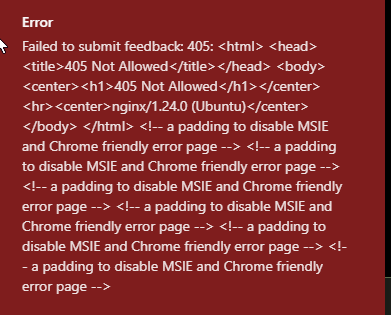 Error
Failed to submit feedback: 405: <html> <head>
<title>405 Not Allowed</title></head> <body>
<center><h1>405 Not Allowed</h1></center>
<hr><center>nginx/1.24.0 (Ubuntu)</center>
</body> </html> <!-- a padding to disable MSIE
and Chrome friendly error page --> <!-- a padding
to disable MSIE and Chrome friendly error page -->
<!-- a padding to disable MSIE and Chrome friendly
error page --> <!-- a padding to disable MSIE and
Chrome friendly error page --> <!-- a padding to
disable MSIE and Chrome friendly error page --> <!-
- a padding to disable MSIE and Chrome friendly
error page -->